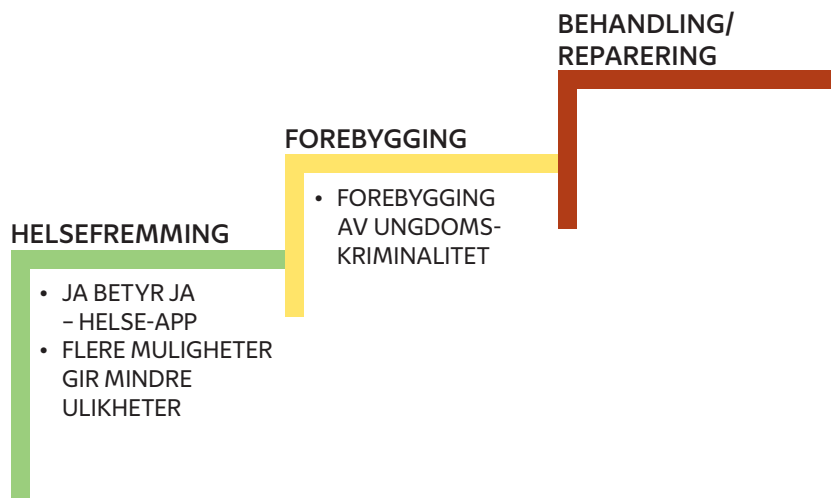 BEHANDLING/
REPARERING
FOREBYGGING
• FOREBYGGING
AV UNGDOMS-
KRIMINALITET
HELSEFREMMING
• JA BETYR JA
– HELSE-APP
• FLERE MULIGHETER
GIR MINDRE
ULIKHETER